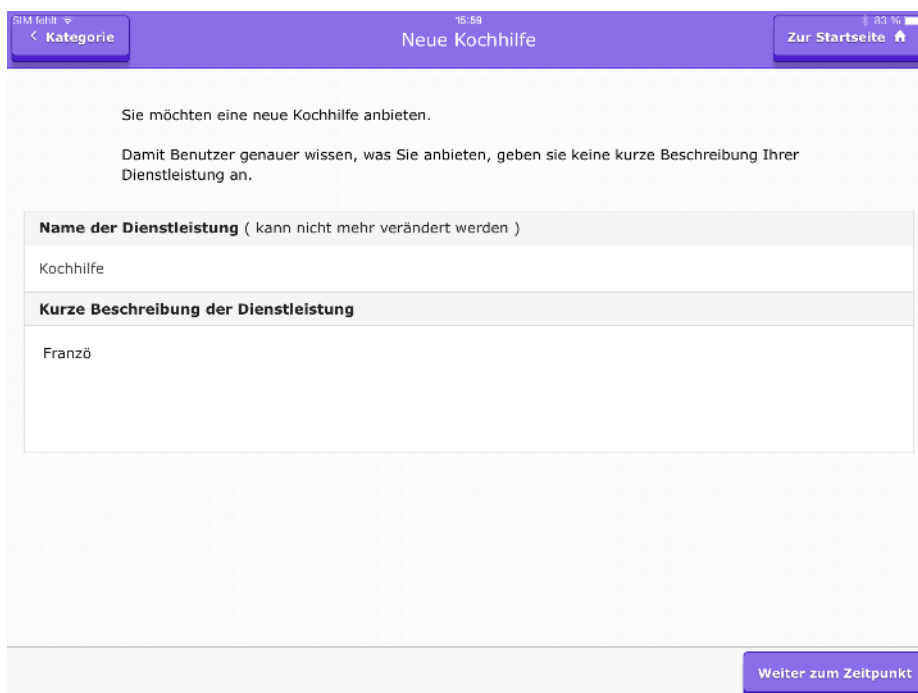 SIM fehlt 15:59 83 %
Kategorie Neue Kochhilfe Zur Startseite
Sie möchten eine neue Kochhilfe anbieten.
Damit Benutzer genauer wissen, was Sie anbieten, geben sie keine kurze Beschreibung Ihrer
Dienstleistung an.
Name der Dienstleistung ( kann nicht mehr verändert werden )
Kochhilfe
Kurze Beschreibung der Dienstleistung
Franzö
Weiter zum Zeitpunkt